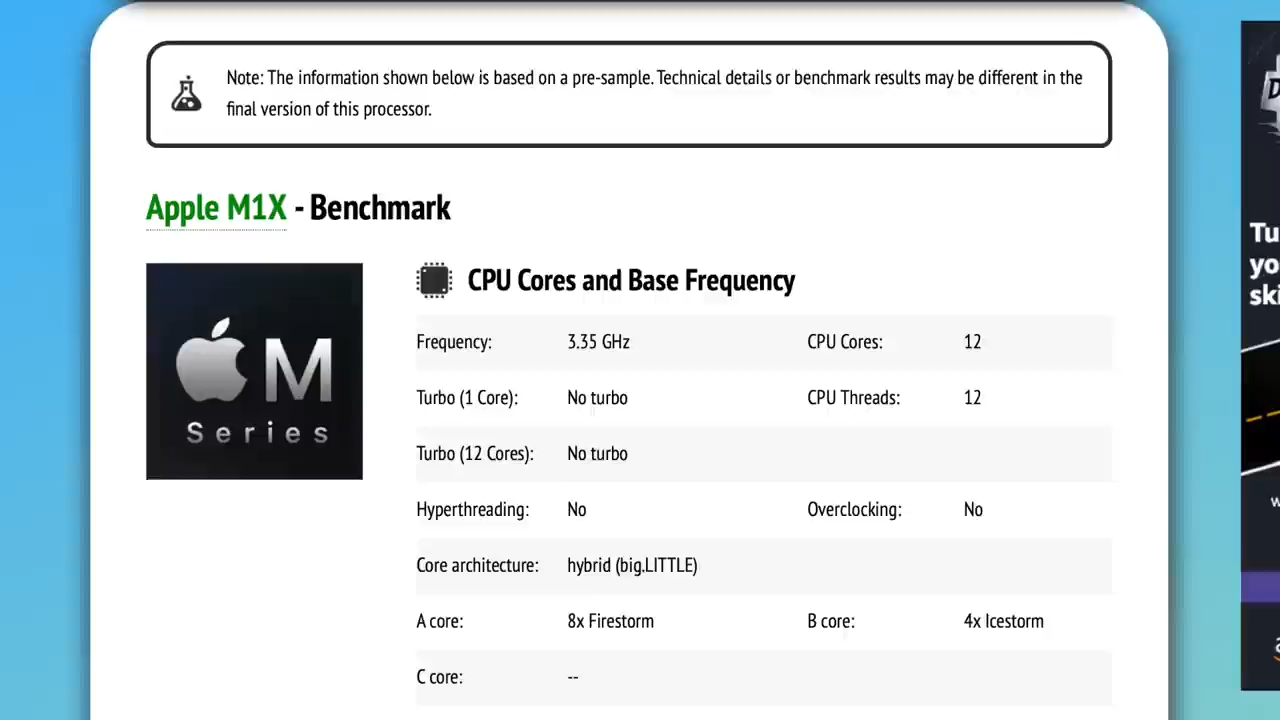 Note: The information shown below is based on a pre-sample. Technical details or benchmark results may be different in the
final version of this processor.
Apple M1X - Benchmark
M
Series
CPU Cores and Base Frequency
Frequency: 3.35 GHz CPU Cores: 12
Turbo (1 Core): No turbo CPU Threads: 12
Turbo (12 Cores): No turbo
Hyperthreading: No Overclocking: No
Core architecture: hybrid (big.LITTLE)
A core: 8x Firestorm B core: 4x Icestorm
C core: --
Tu
yo
ski